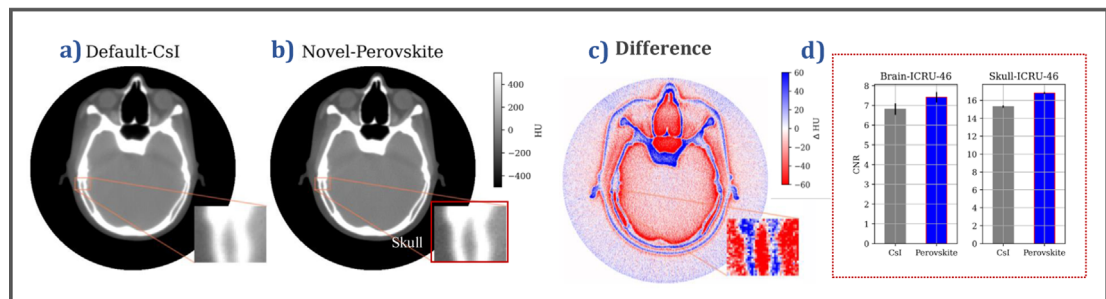 a) Default-CsI
b) Novel-Perovskite
c) Difference
d)
Skull
400
200
0
−200
−400
HU
60
40
20
0
−20
−40
−60
Δ HU
Brain-ICRU-46
8
7
6
5
4
3
2
1
0
CNR
CsI Perovskite
Skull-ICRU-46
16
14
12
10
8
6
4
2
0
CsI Perovskite